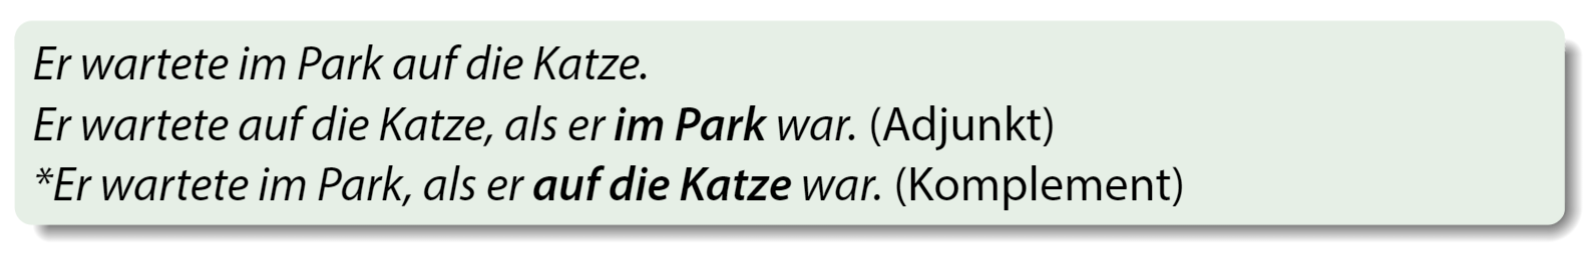 Er wartete im Park auf die Katze.
Er wartete auf die Katze, als er im Park war. (Adjunkt)
*Er wartete im Park, als er auf die Katze war. (Komplement)